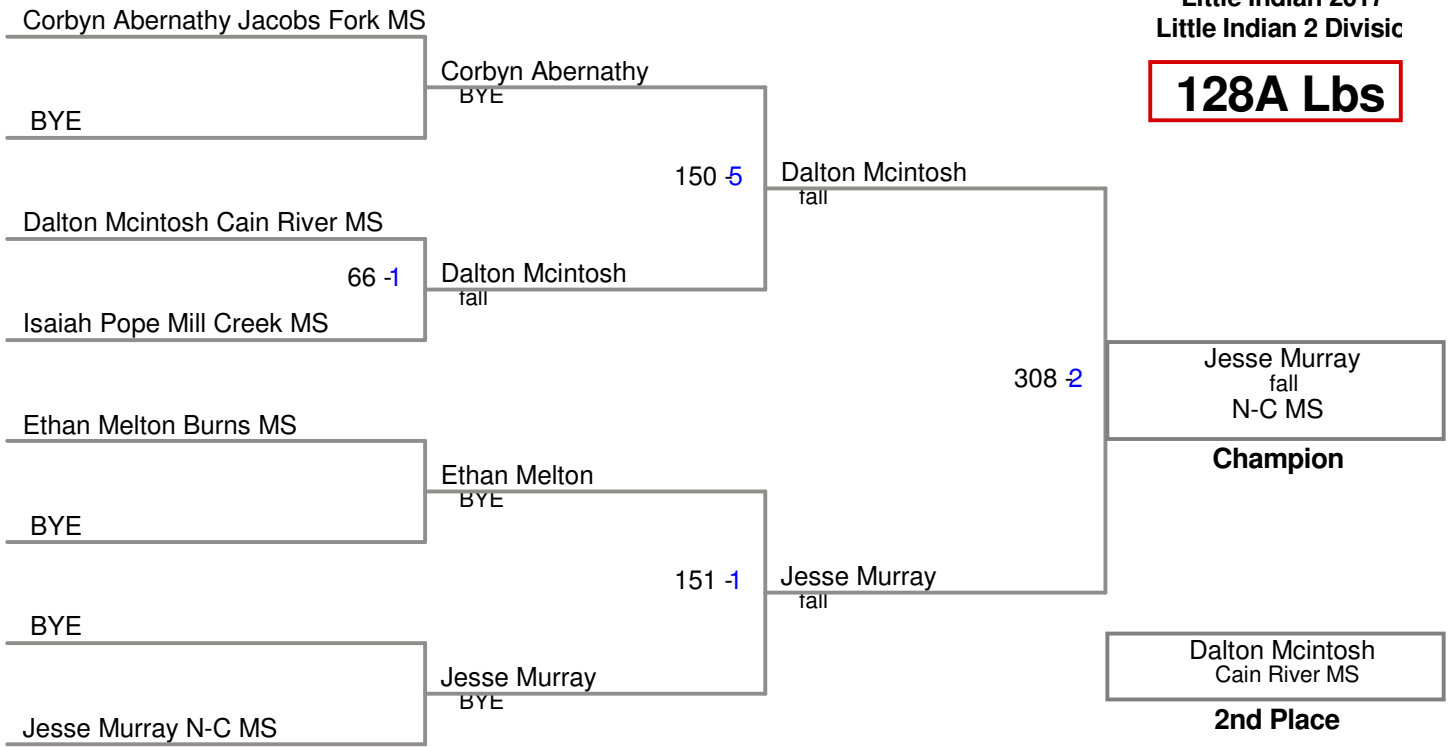 Little Indian 2017
Little Indian 2 Divisio
128A Lbs
Corbyn Abernathy Jacobs Fork MS
Corbyn Abernathy
BYE
BYE
150 -5
Dalton Mcintosh
fall
Dalton Mcintosh Cain River MS
66 -1
Dalton Mcintosh
fall
Isaiah Pope Mill Creek MS
308 -2
Jesse Murray
fall
N-C MS
Champion
Ethan Melton Burns MS
Ethan Melton
BYE
BYE
151 -1
Jesse Murray
fall
BYE
Jesse Murray
BYE
Jesse Murray N-C MS
Dalton Mcintosh
Cain River MS
2nd Place